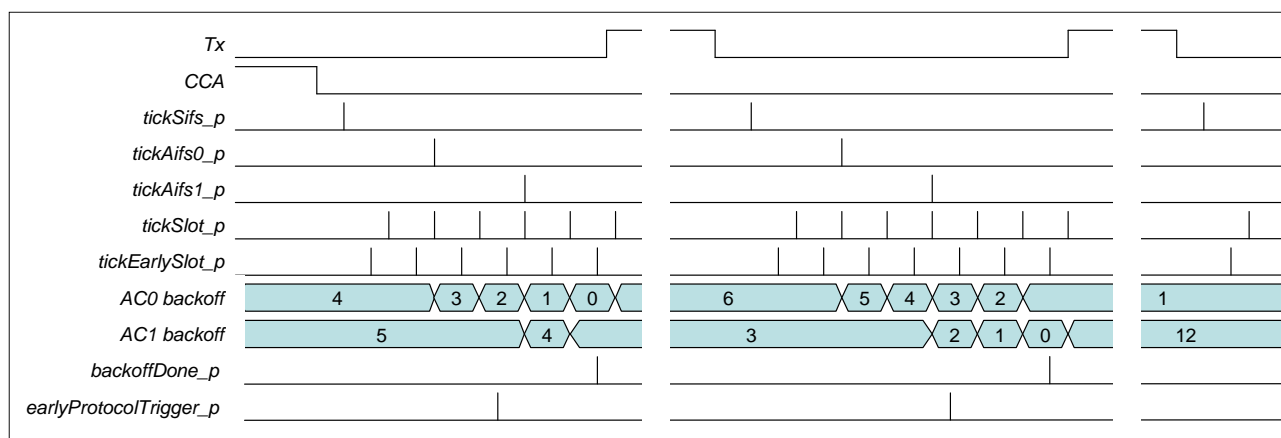 Tx
CCA
tickSifs_p
tickAifs0_p
tickAifs1_p
tickSlot_p
tickEarlySlot_p
AC0 backoff 4 3 2 1 0 6 5 4 3 2 1
AC1 backoff 5 4 3 2 1 0 12
backoffDone_p
earlyProtocolTrigger_p